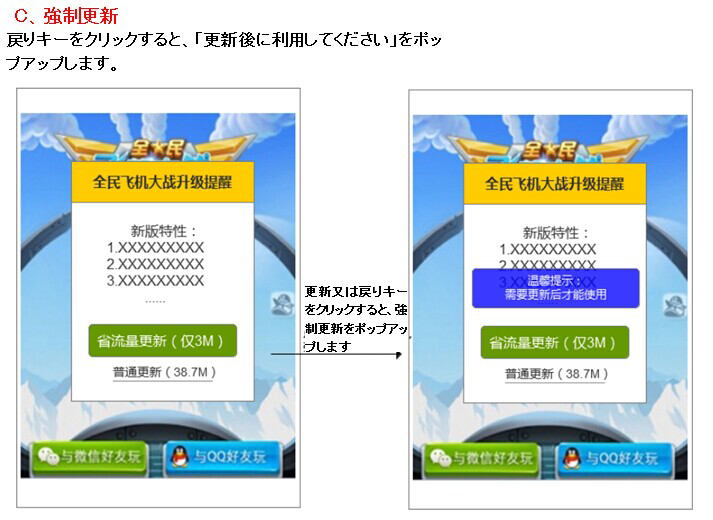 C、強制更新
戻りキーをクリックすると、「更新後に利用してください」をポッ
プアップします。
全民
全民飞机大战升级提醒
新版特性：
1.XXXXXXXXX
2.XXXXXXXXX
3.XXXXXXXXX
......
省流量更新（仅3M）
普通更新（38.7M）
与微信好友玩
与QQ好友玩
更新又は戻りキー
をクリックすると、強
制更新をポップアッ
プします
全民
全民飞机大战升级提醒
新版特性：
1.XXXXXXXXX
2.XXXXXXXXX
3.XXXXXXXXX
温馨提示：
需要更新后才能使用
省流量更新（仅3M）
普通更新（38.7M）
与微信好友玩
与QQ好友玩